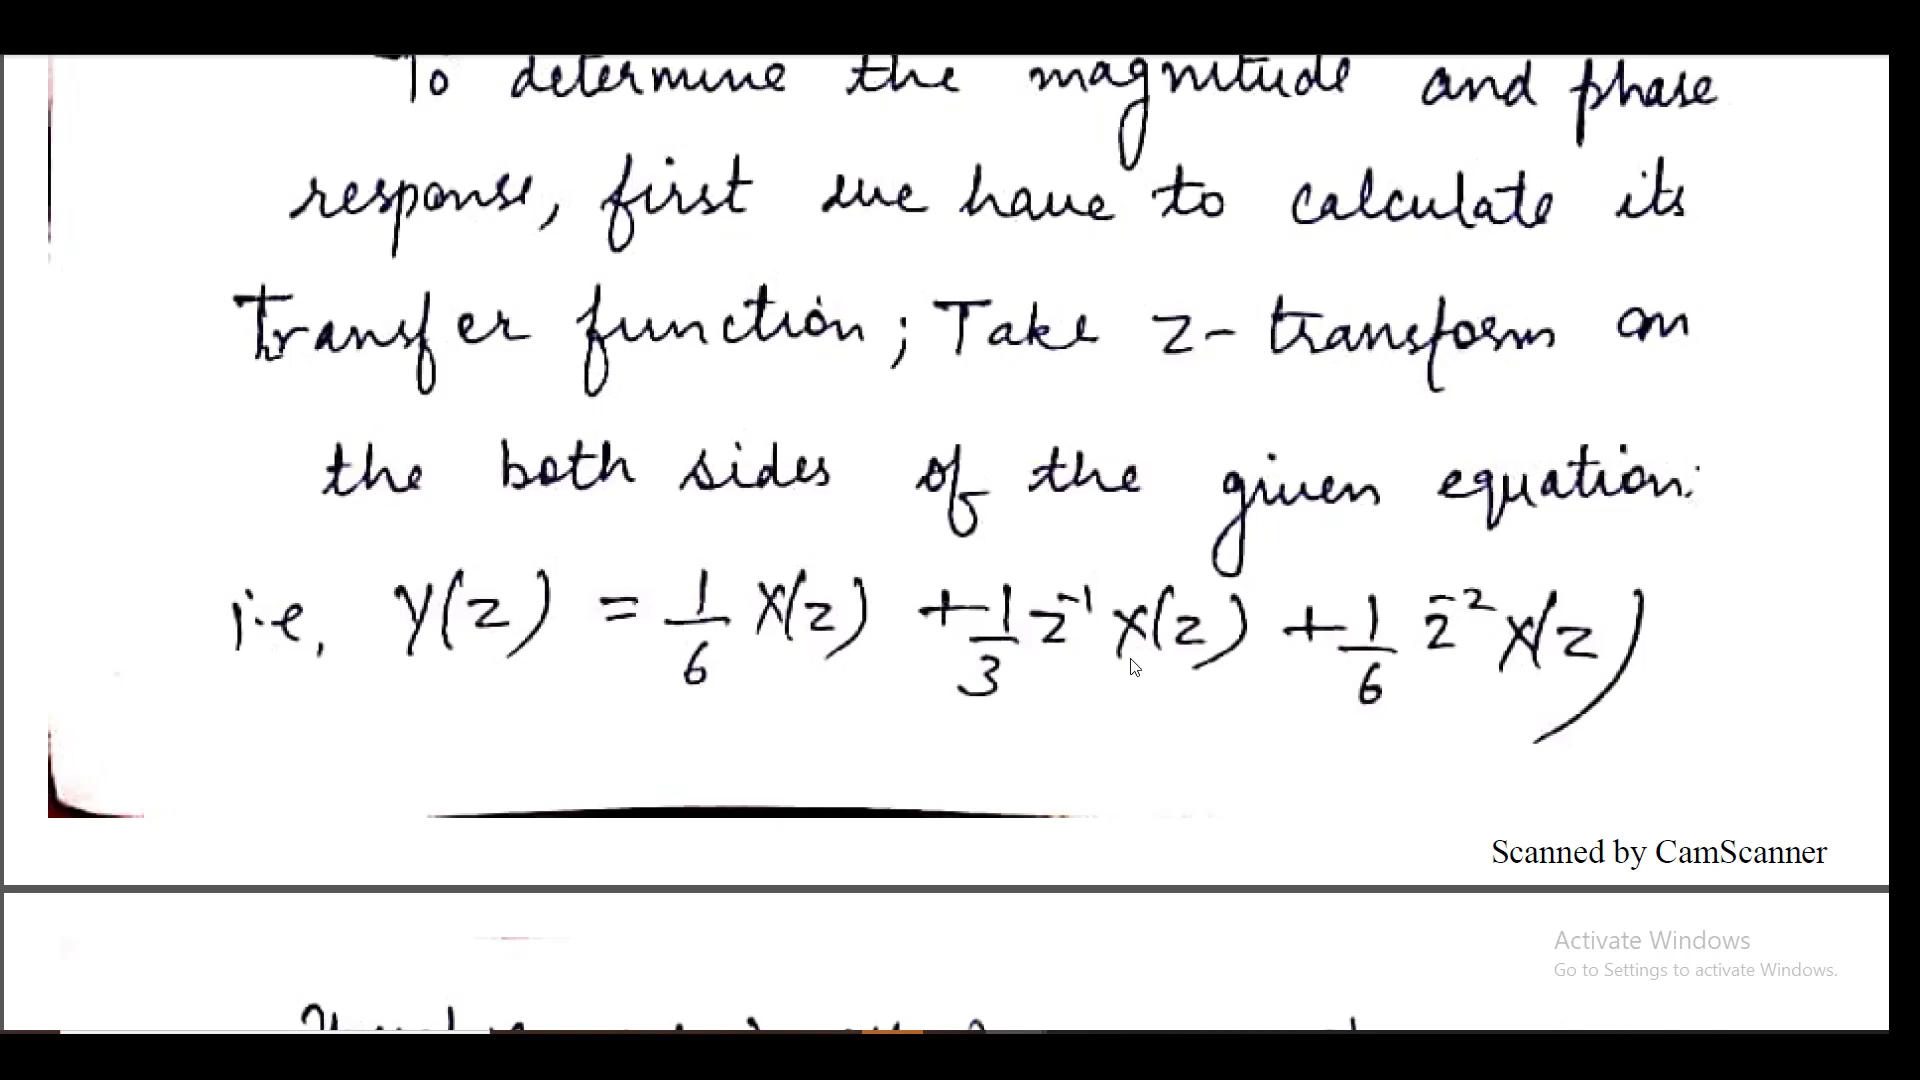 To determine the magnitude and phase
response, first we have to calculate its
Transfer function; Take z-transform on
the both sides of the given equation.
i.e, Y(z) = 1/6 X(z) + 1/3 z⁻¹ X(z) + 1/6 z⁻² X(z)
Scanned by CamScanner
Activate Windows
Go to Settings to activate Windows.